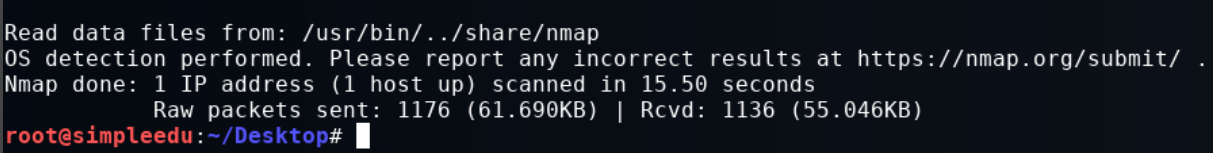 Read data files from: /usr/bin/../share/nmap
OS detection performed. Please report any incorrect results at https://nmap.org/submit/ .
Nmap done: 1 IP address (1 host up) scanned in 15.50 seconds
Raw packets sent: 1176 (61.690KB) | Rcvd: 1136 (55.046KB)
root@simpleedu:~/Desktop#